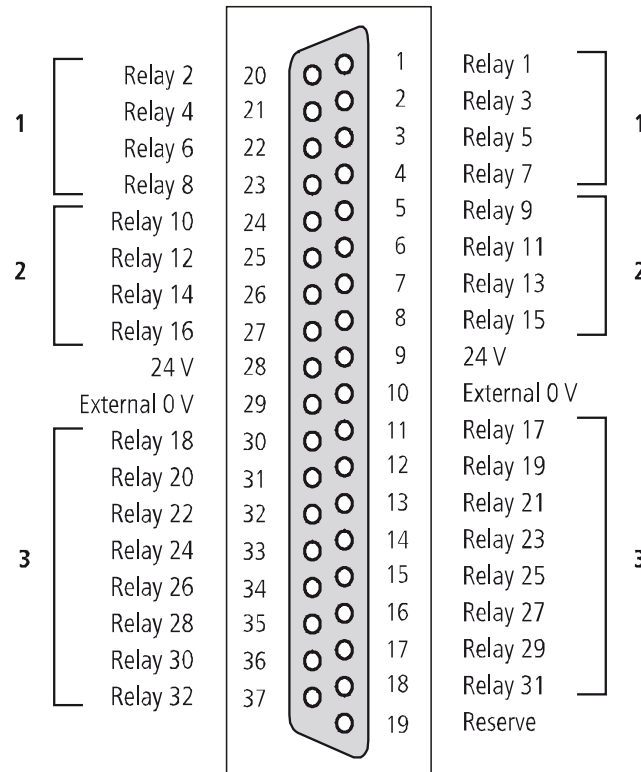 1 Relay 1
Relay 2 20 2 Relay 3
Relay 4 21 3 Relay 5
1 1
Relay 6 22 4 Relay 7
Relay 8 23 5 Relay 9
Relay 10 24 6 Relay 11
2 Relay 12 25 7 Relay 13 2
Relay 14 26 8 Relay 15
Relay 16 27 9 24 V
24 V 28 10 External 0 V
External 0 V 29 11 Relay 17
Relay 18 30 12 Relay 19
Relay 20 31 13 Relay 21
Relay 22 32 14 Relay 23
3 Relay 24 33 15 Relay 25 3
Relay 26 34 16 Relay 27
Relay 28 35 17 Relay 29
Relay 30 36 18 Relay 31
Relay 32 37 19 Reserve